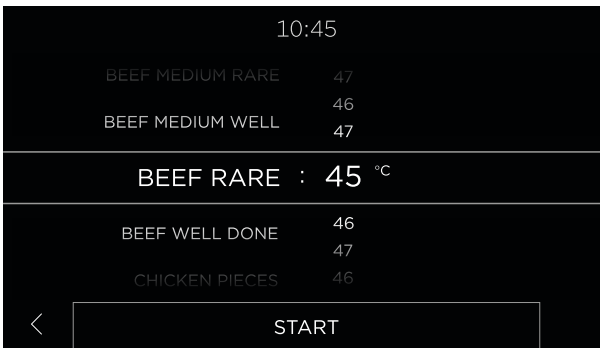 10:45
BEEF MEDIUM RARE 47
46
BEEF MEDIUM WELL 47
BEEF RARE : 45 °C
BEEF WELL DONE 46
47
CHICKEN PIECES 46
START